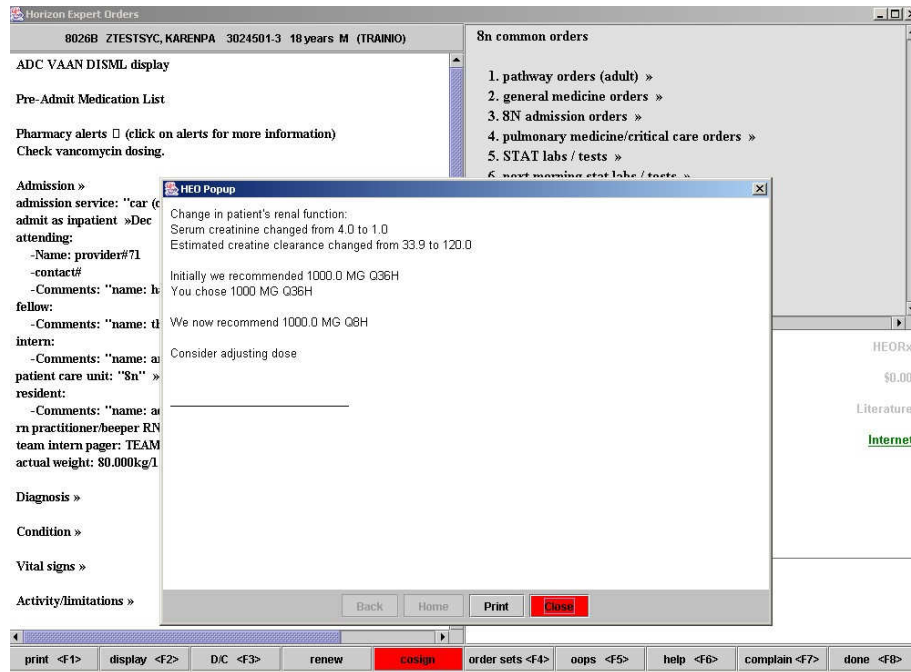 Horizon Expert Orders
8026B ZTESTSYC, KARENPA 3024501-3 18 years M (TRAINIO)
ADC VAAN DISML display
Pre-Admit Medication List
Pharmacy alerts (click on alerts for more information)
Check vancomycin dosing.
Admission »
admission service: "car (c
admit as inpatient »Dec
attending:
-Name: provider#71
-contact#
-Comments: "name: h
fellow:
-Comments: "name: tl
intern:
-Comments: "name: a
patient care unit: "8n" »
resident:
-Comments: "name: a
rn practitioner/beeper RN
team intern pager: TEAM
actual weight: 80.000kg/1
Diagnosis »
Condition »
Vital signs »
Activity/limitations »
8n common orders
1. pathway orders (adult) »
2. general medicine orders »
3. 8N admission orders »
4. pulmonary medicine/critical care orders »
5. STAT labs / tests »
6. next morning stat labs / tests »
HEO Popup
Change in patient's renal function:
Serum creatinine changed from 4.0 to 1.0
Estimated creatine clearance changed from 33.9 to 120.0
Initially we recommended 1000.0 MG Q36H
You chose 1000 MG Q36H
We now recommend 1000.0 MG Q8H
Consider adjusting dose
Back Home Print Close
HEORx
$0.00
Literature
Internet
print <F1> display <F2> D/C <F3> renew cosign order sets <F4> oops <F5> help <F6> complain <F7> done <F8>